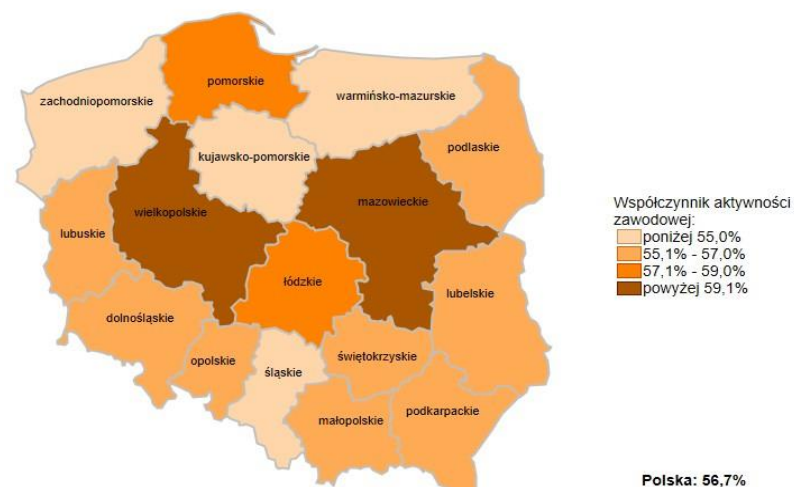 pomorskie
zachodniopomorskie
warmińsko-mazurskie
podlaskie
kujawsko-pomorskie
mazowieckie
wielkopolskie
lubuskie
łódzkie
lubelskie
dolnośląskie
opolskie
śląskie
świętokrzyskie
małopolskie
podkarpackie
Współczynnik aktywności
zawodowej:
poniżej 55,0%
55,1% - 57,0%
57,1% - 59,0%
powyżej 59,1%
Polska: 56,7%